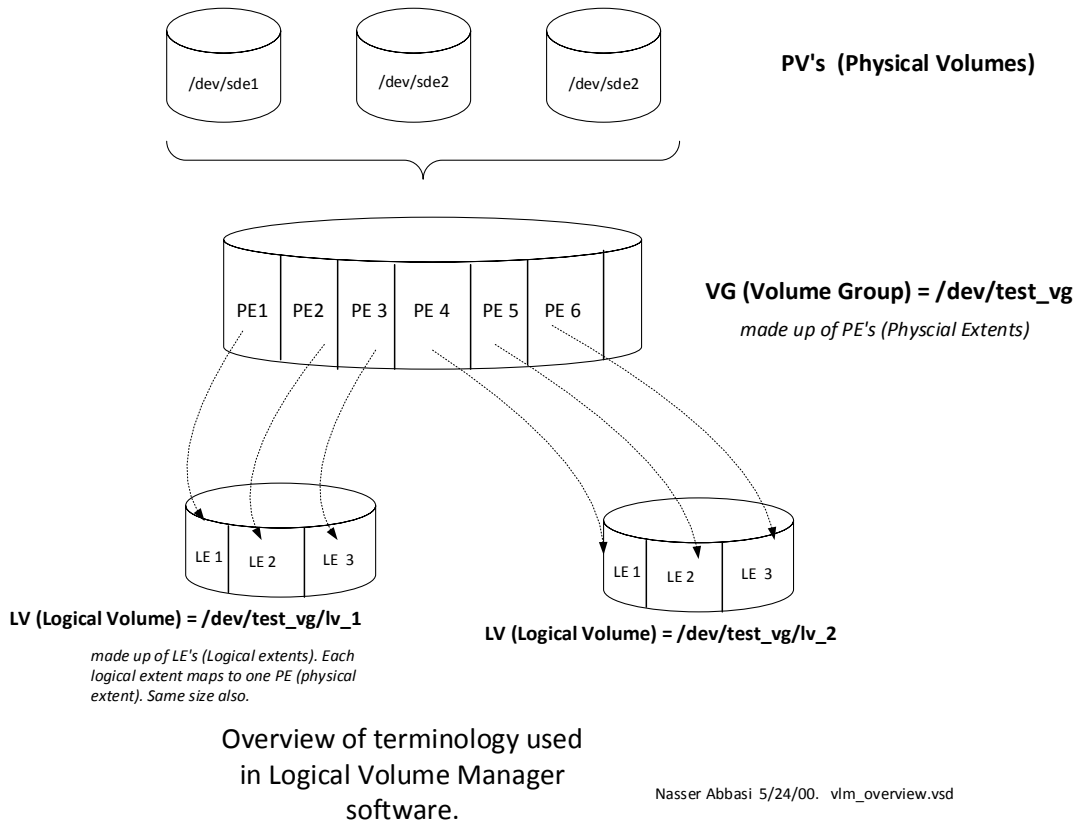 /dev/sde1
/dev/sde2
/dev/sde2
PV's (Physical Volumes)
PE1
PE2
PE 3
PE 4
PE 5
PE 6
VG (Volume Group) = /dev/test_vg
made up of PE's (Physcial Extents)
LE 1
LE 2
LE 3
LE 1
LE 2
LE 3
LV (Logical Volume) = /dev/test_vg/lv_1
LV (Logical Volume) = /dev/test_vg/lv_2
made up of LE's (Logical extents). Each
logical extent maps to one PE (physical
extent). Same size also.
Overview of terminology used
in Logical Volume Manager
software.
Nasser Abbasi 5/24/00. vlm_overview.vsd